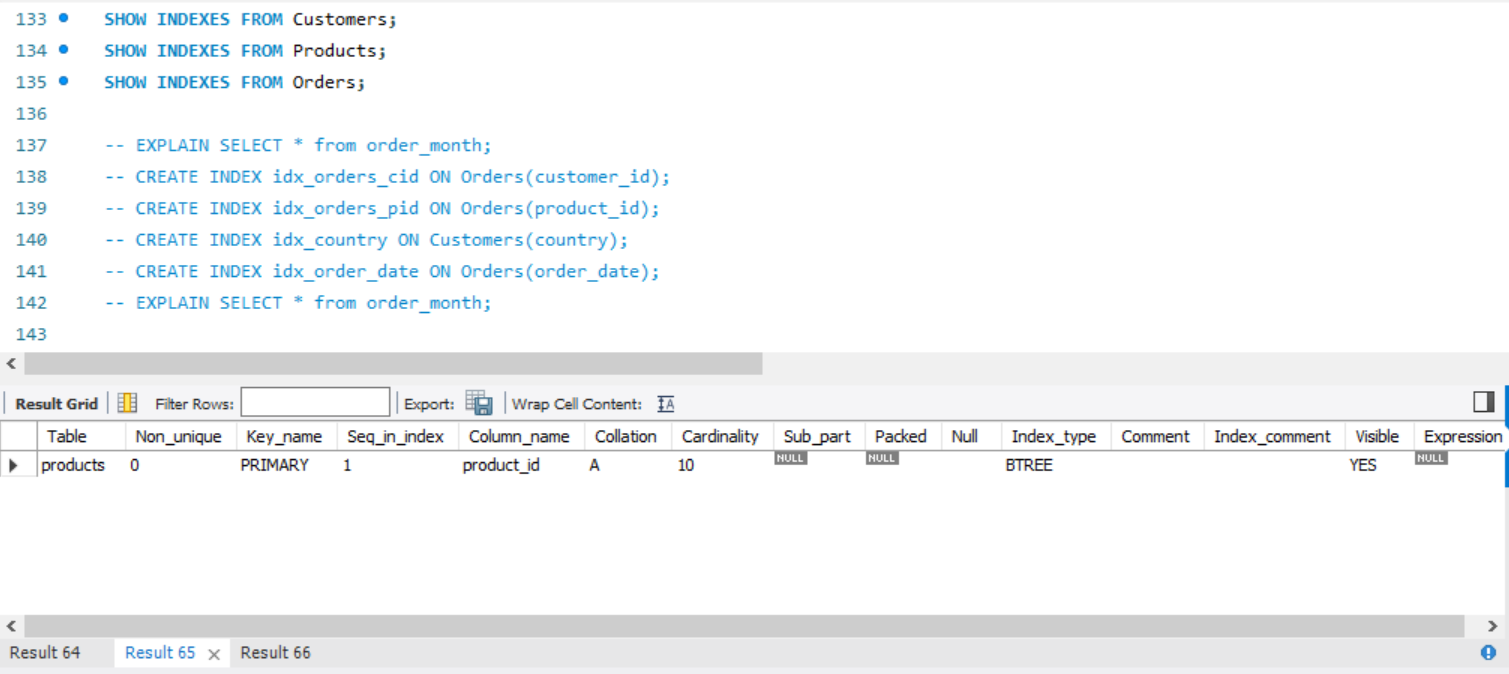 133 SHOW INDEXES FROM Customers;
134 SHOW INDEXES FROM Products;
135 SHOW INDEXES FROM Orders;
136
137 -- EXPLAIN SELECT * from order_month;
138 -- CREATE INDEX idx_orders_cid ON Orders(customer_id);
139 -- CREATE INDEX idx_orders_pid ON Orders(product_id);
140 -- CREATE INDEX idx_country ON Customers(country);
141 -- CREATE INDEX idx_order_date ON Orders(order_date);
142 -- EXPLAIN SELECT * from order_month;
143
Result Grid Filter Rows: Export: Wrap Cell Content: IA
Table Non_unique Key_name Seq_in_index Column_name Collation Cardinality Sub_part Packed Null Index_type Comment Index_comment Visible Expression
products 0 PRIMARY 1 product_id A 10 NULL NULL BTREE YES NULL
Result 64 Result 65 Result 66